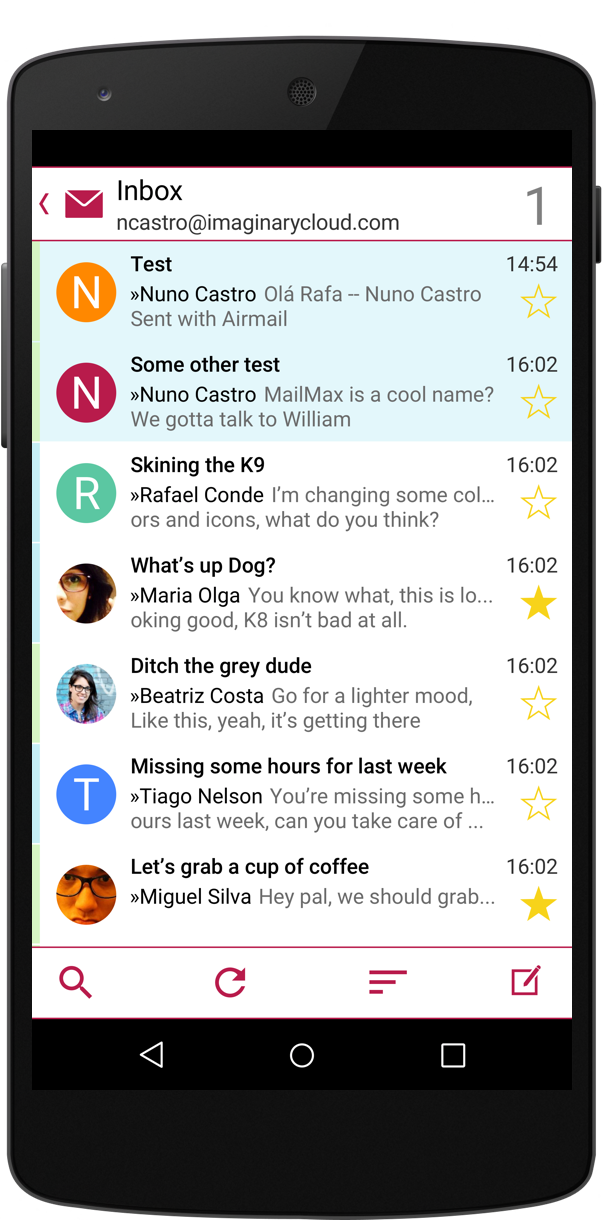 Inbox
ncastro@imaginarycloud.com
1
N
Test
14:54
»Nuno Castro Olá Rafa -- Nuno Castro
Sent with Airmail
N
Some other test
16:02
»Nuno Castro MailMax is a cool name?
We gotta talk to William
R
Skining the K9
16:02
»Rafael Conde I’m changing some col...
ors and icons, what do you think?
What’s up Dog?
16:02
»Maria Olga You know what, this is lo...
oking good, K8 isn’t bad at all.
Ditch the grey dude
16:02
»Beatriz Costa Go for a lighter mood,
Like this, yeah, it’s getting there
T
Missing some hours for last week
16:02
»Tiago Nelson You’re missing some h...
ours last week, can you take care of ...
Let’s grab a cup of coffee
16:02
»Miguel Silva Hey pal, we should grab...